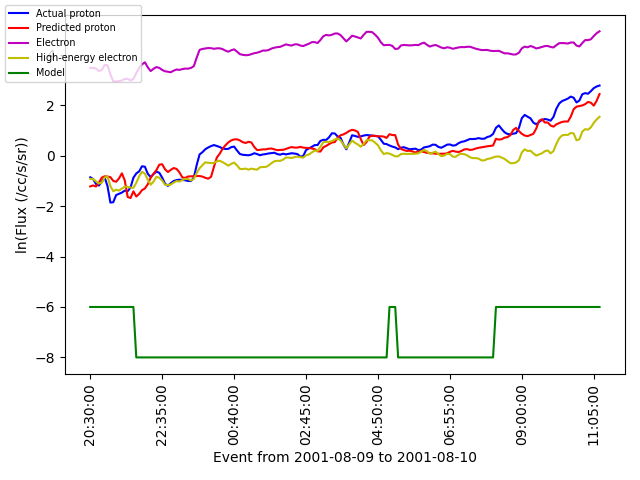 Actual proton
Predicted proton
Electron
High-energy electron
Model
2
0
−2
−4
−6
−8
ln(Flux (/cc/s/sr))
20:30:00
22:35:00
00:40:00
02:45:00
04:50:00
06:55:00
09:00:00
11:05:00
Event from 2001-08-09 to 2001-08-10